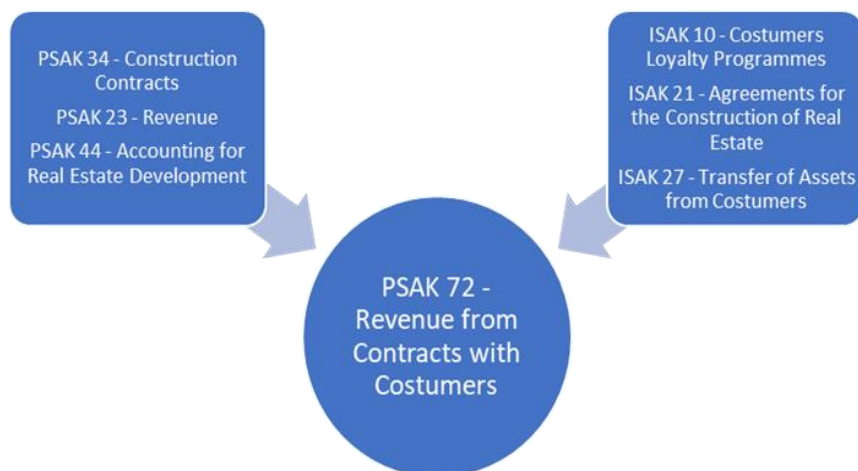 PSAK 34 - Construction
Contracts
PSAK 23 - Revenue
PSAK 44 - Accounting for
Real Estate Development
ISAK 10 - Costumers
Loyalty Programmes
ISAK 21 - Agreements for
the Construction of Real
Estate
ISAK 27 - Transfer of Assets
from Costumers
PSAK 72 -
Revenue from
Contracts with
Costumers